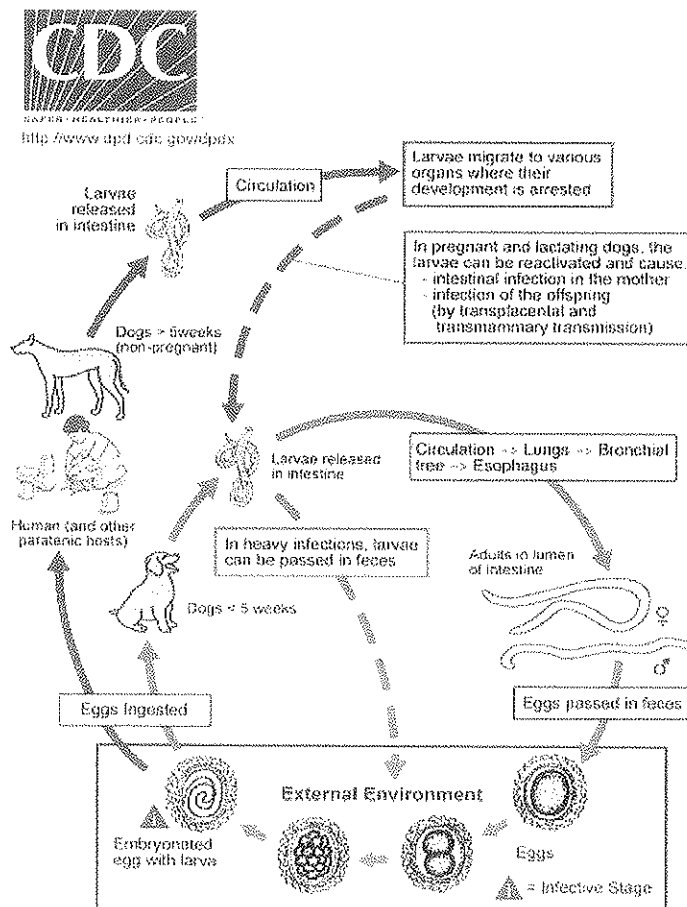 CDC
SAFER • HEALTHIER • PEOPLE
http://www.dpd.cdc.gov/dpdx
Larvae
released
in intestine
Circulation
Larvae migrate to various
organs where their
development is arrested
In pregnant and lactating dogs, the
larvae can be reactivated and cause:
- intestinal infection in the mother
- infection of the offspring
(by transplacental and
transmammary transmission)
Dogs > 5weeks
(non-pregnant)
Larvae released
in intestine
Circulation -> Lungs -> Bronchial
tree -> Esophagus
Human (and other
paratenic hosts)
In heavy infections, larvae
can be passed in feces
Adults in lumen
of intestine
♀
Dogs < 5 weeks
♂
Eggs Ingested
Eggs passed in feces
External Environment
Embryonated
egg with larva
Eggs
= Infective Stage